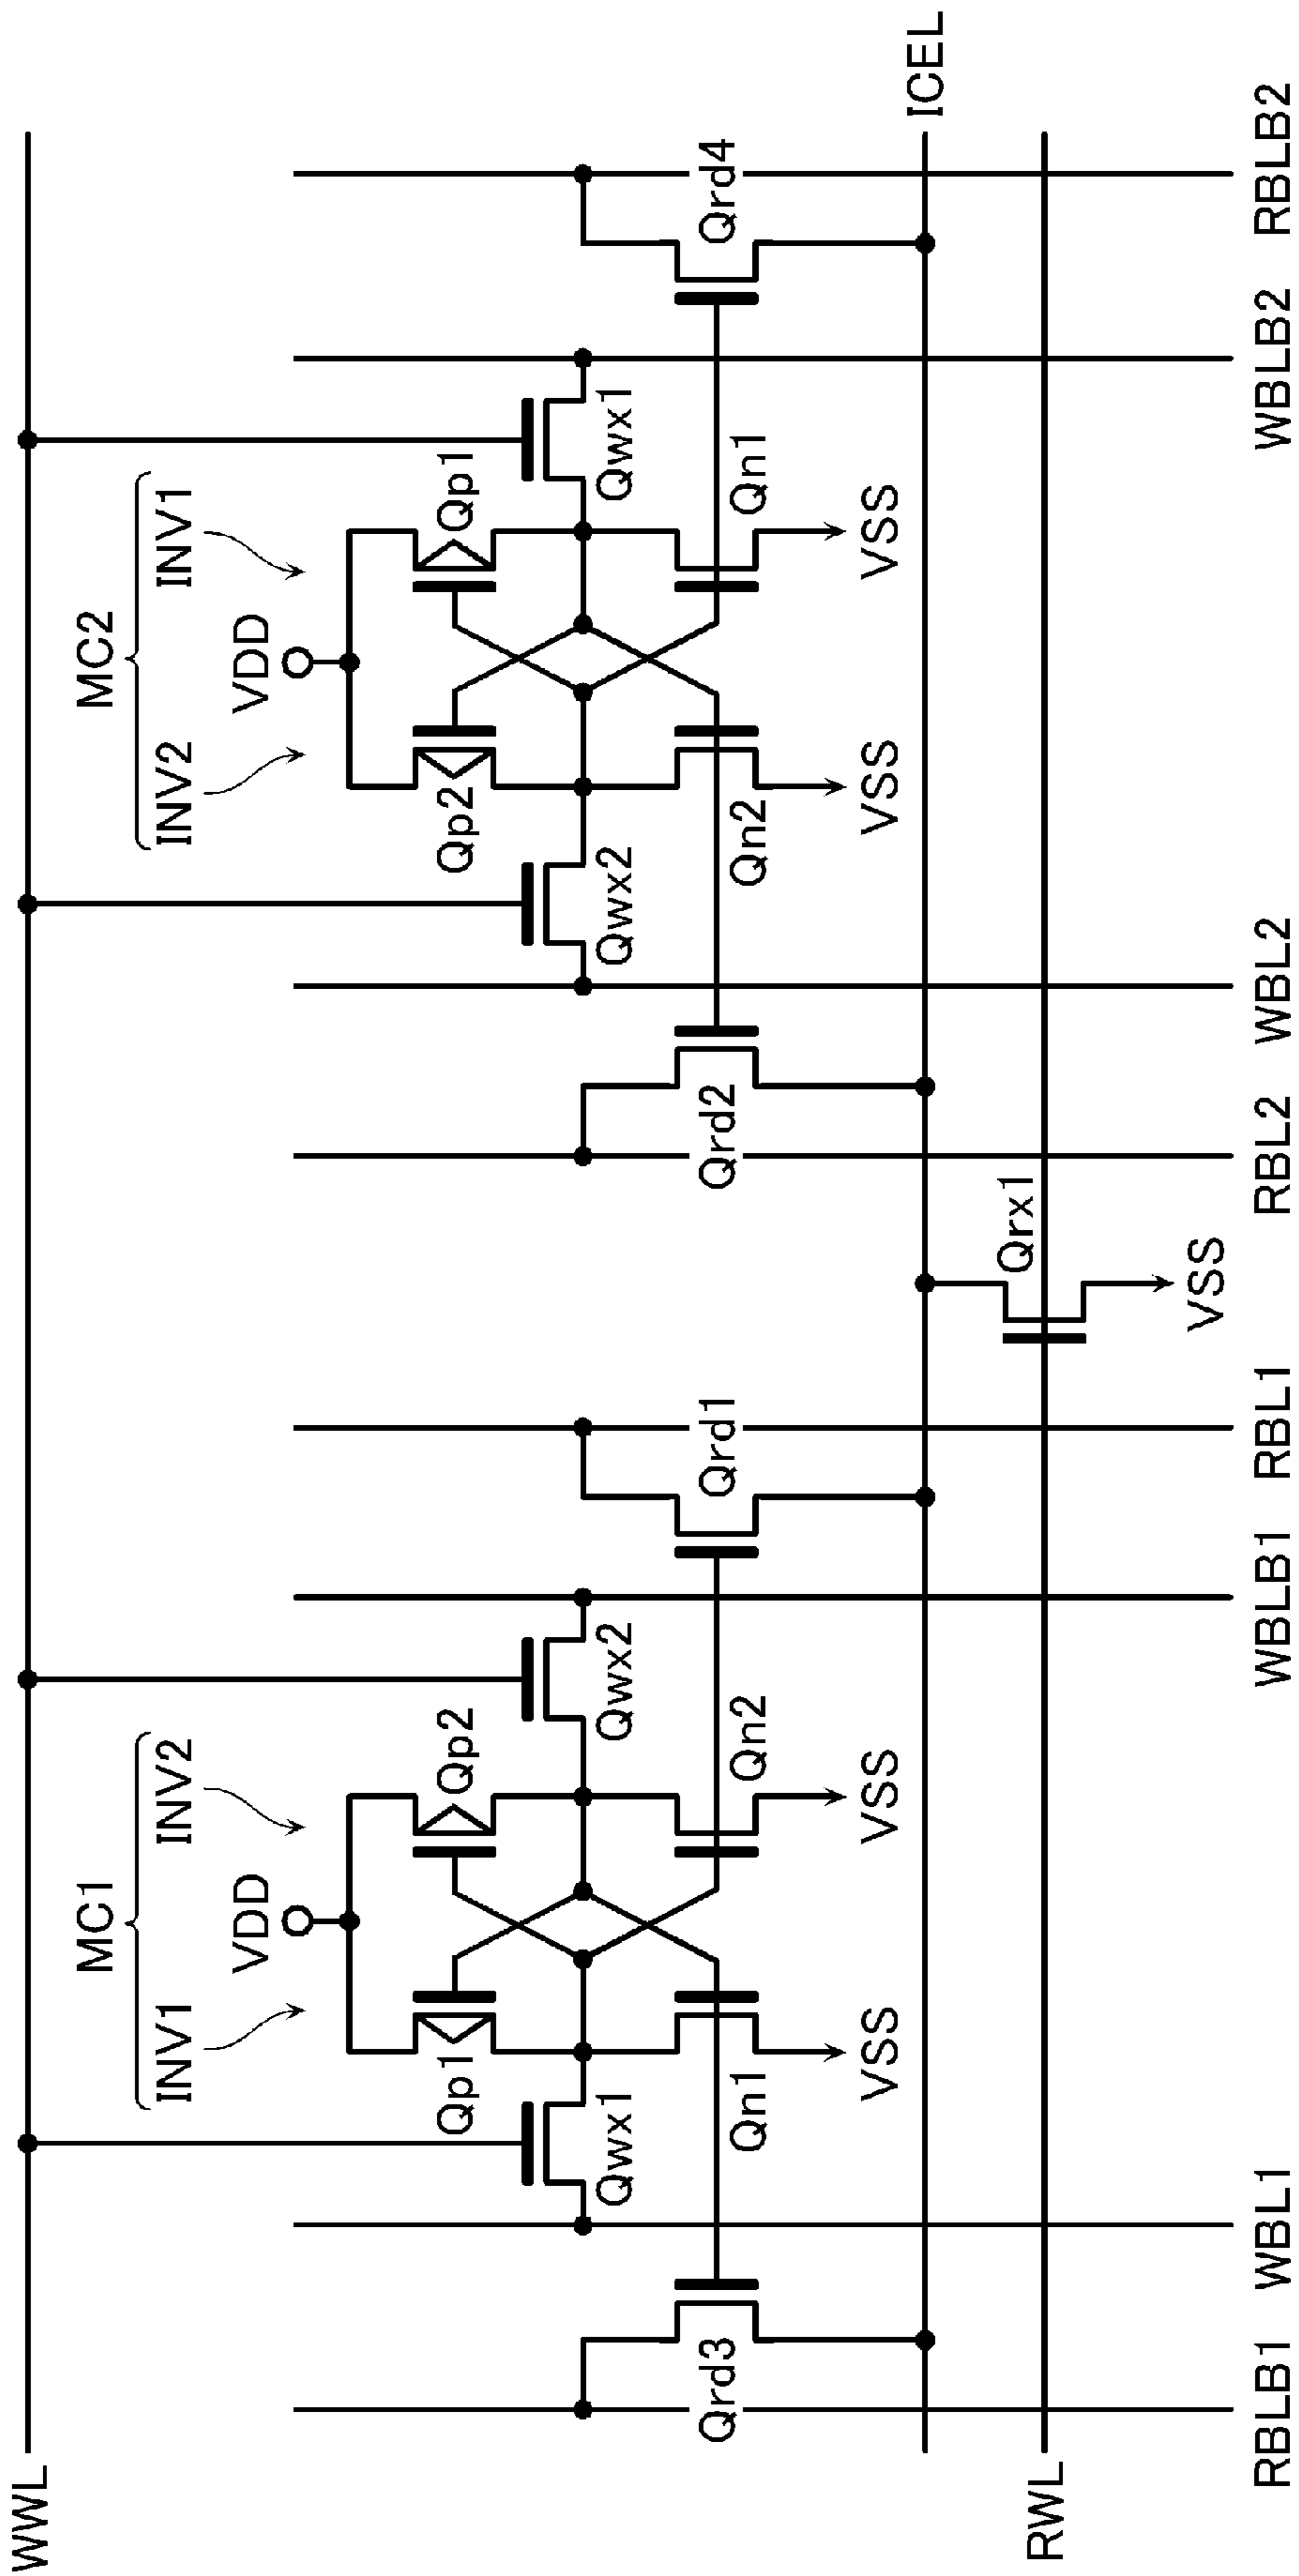 WWL
MC1
MC2
INV1
INV2
INV2
INV1
VDD
VDD
Qp1
Qp2
Qp2
Qp1
Qwx1
Qwx2
Qwx2
Qwx1
Qrd3
Qn1
Qn2
Qrd1
Qrd2
Qn2
Qn1
Qrd4
VSS
VSS
VSS
VSS
ICEL
Qrx1
RWL
VSS
RBLB1
WBL1
WBLB1
RBL1
RBL2
WBL2
WBLB2
RBLB2